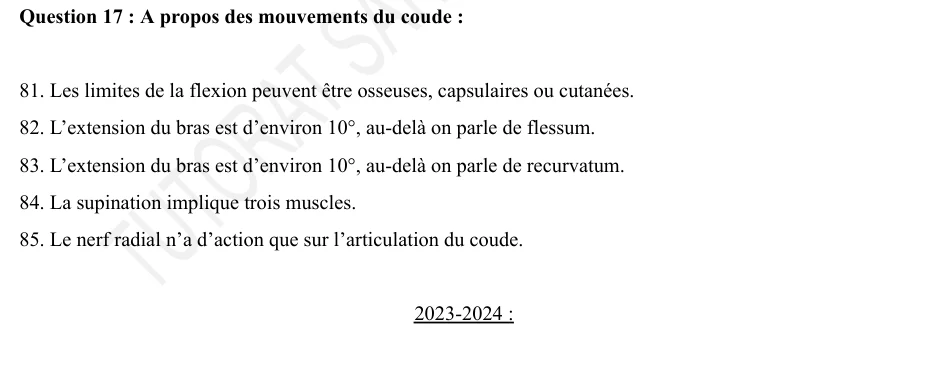 Question 17 : A propos des mouvements du coude :
81. Les limites de la flexion peuvent être osseuses, capsulaires ou cutanées.
82. L’extension du bras est d’environ 10°, au-delà on parle de flessum.
83. L’extension du bras est d’environ 10°, au-delà on parle de recurvatum.
84. La supination implique trois muscles.
85. Le nerf radial n’a d’action que sur l’articulation du coude.
2023-2024 :
TUTORAT